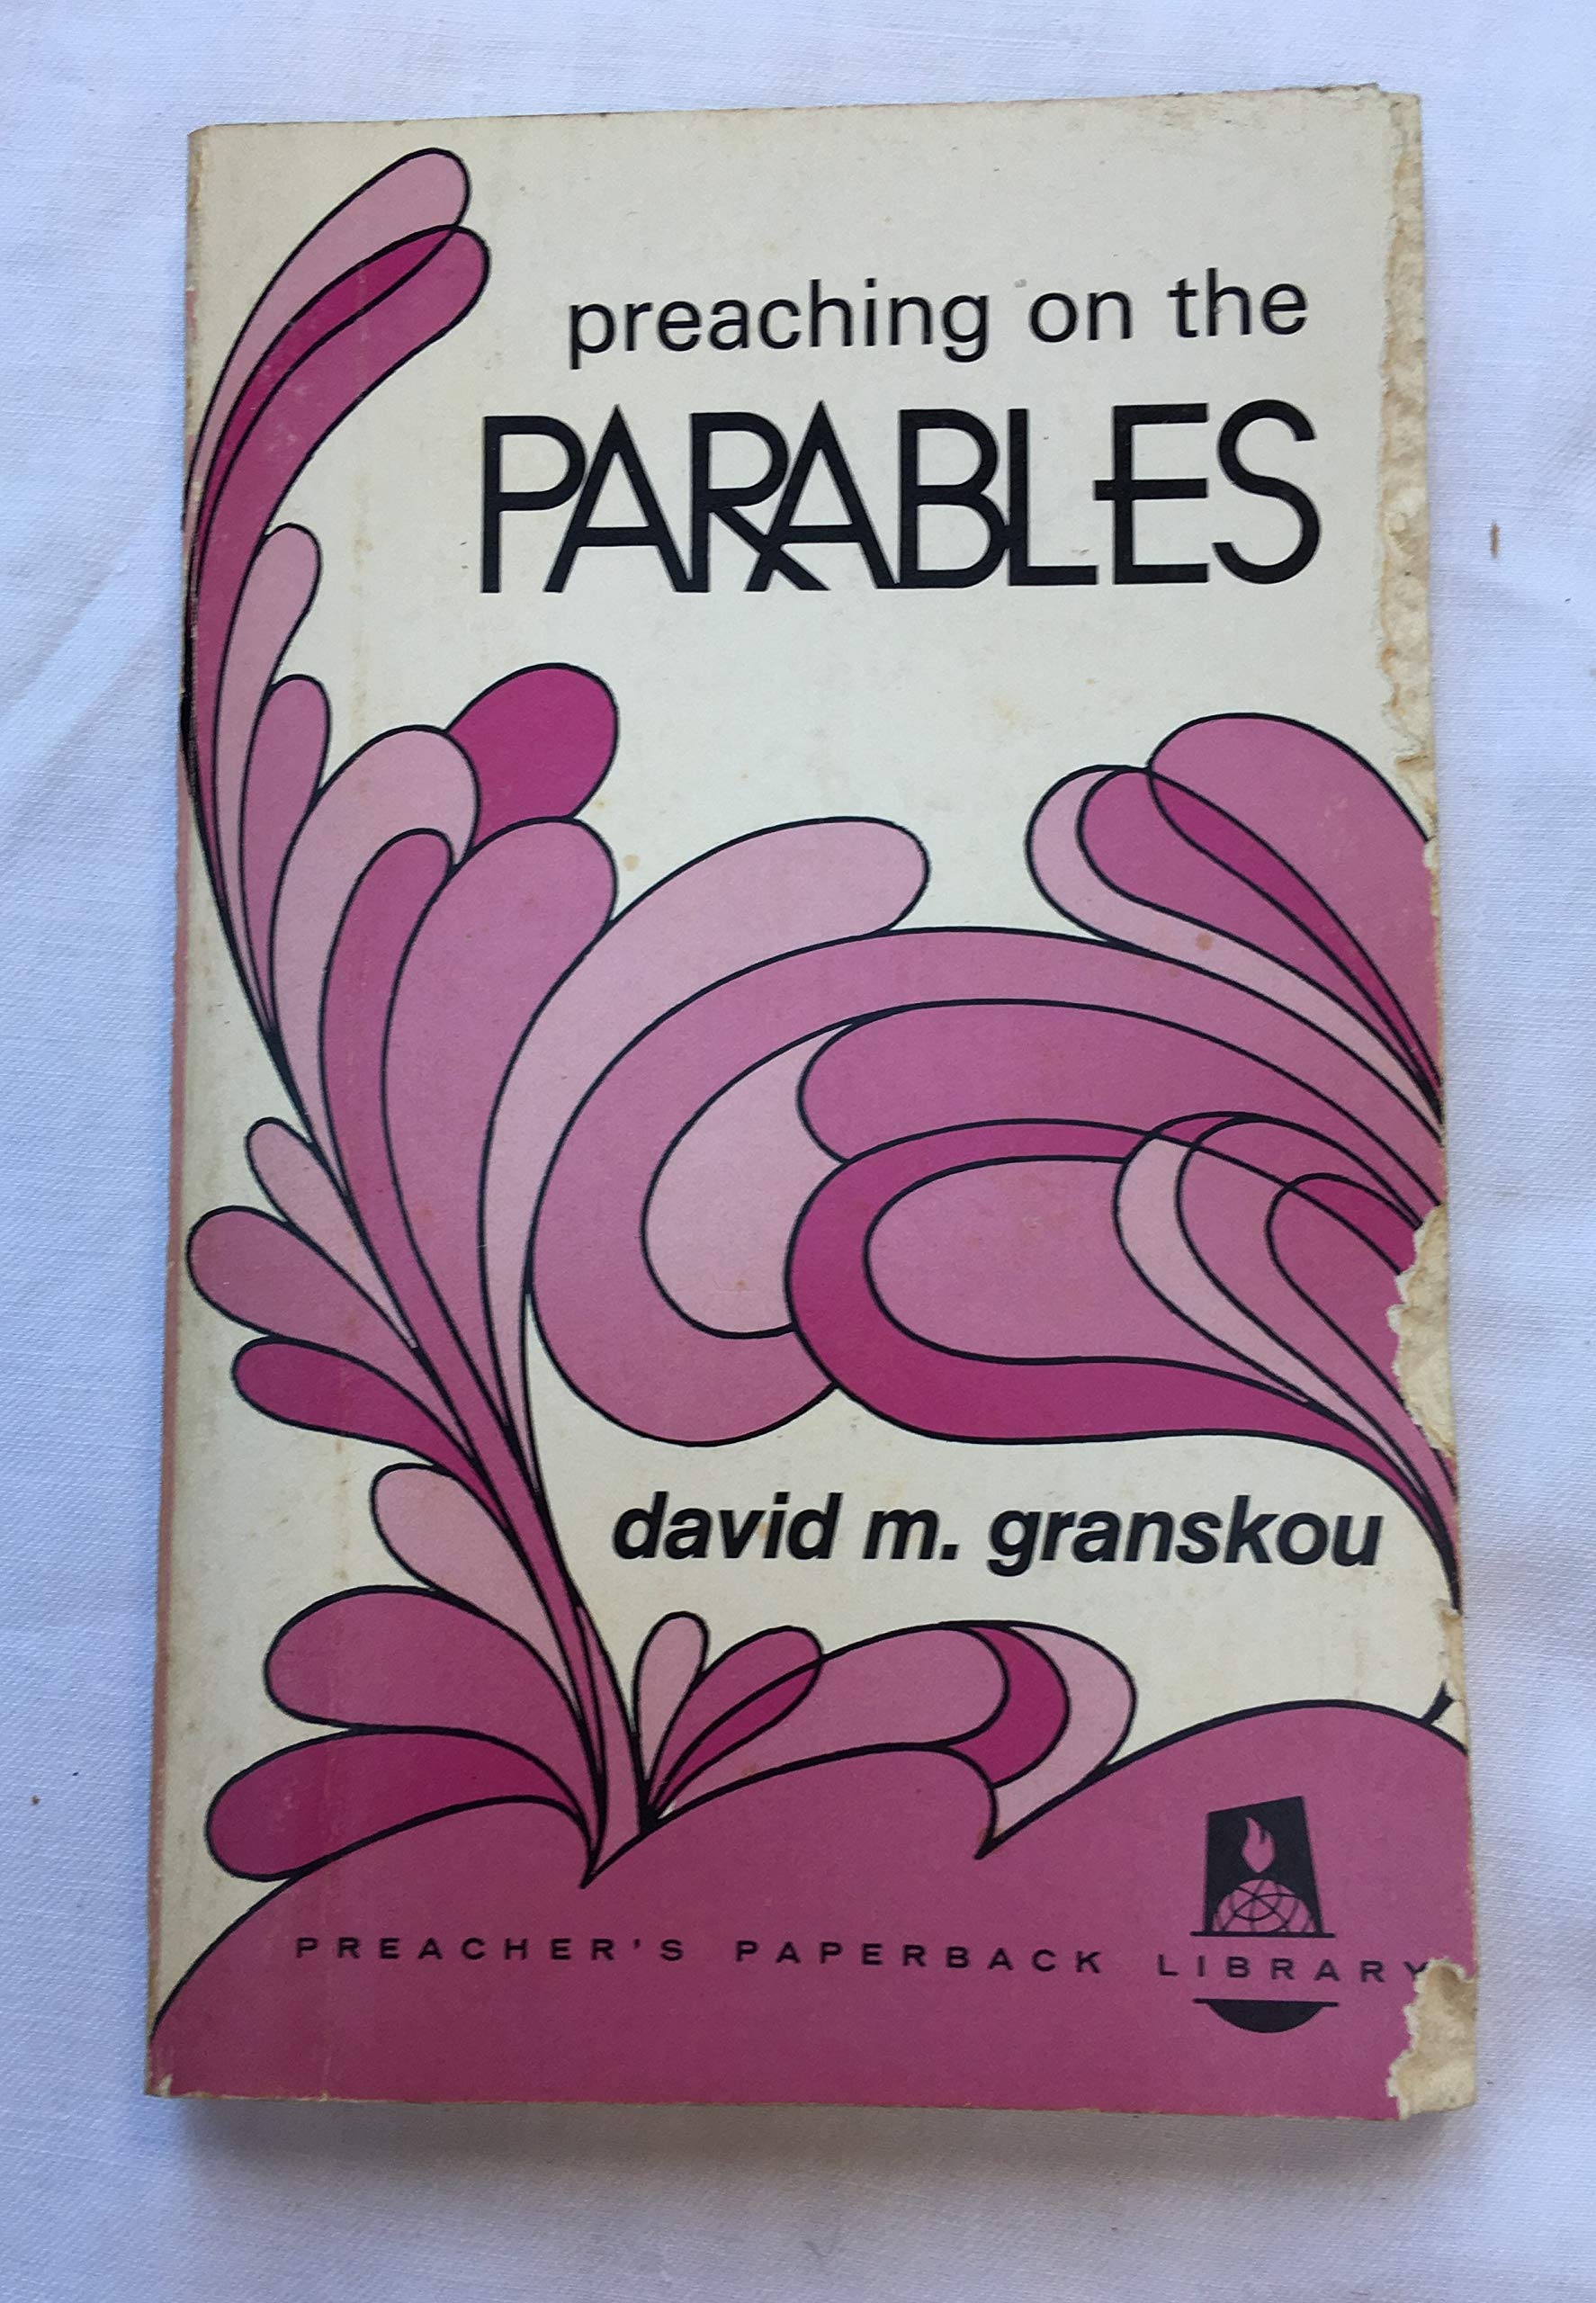 preaching on the
PARABLES
david m. granskou
PREACHER'S PAPERBACK LIBRARY